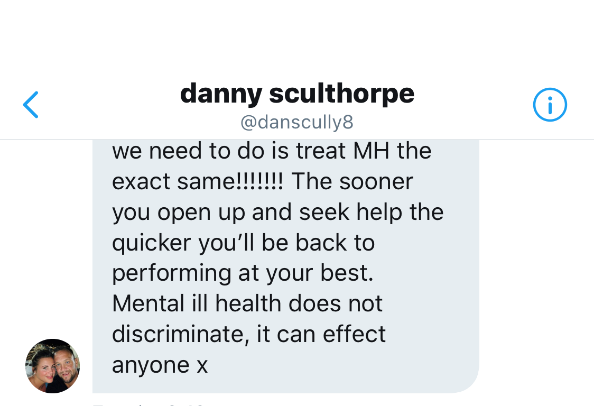 danny sculthorpe
@danscully8
we need to do is treat MH the
exact same!!!!!!! The sooner
you open up and seek help the
quicker you’ll be back to
performing at your best.
Mental ill health does not
discriminate, it can effect
anyone x